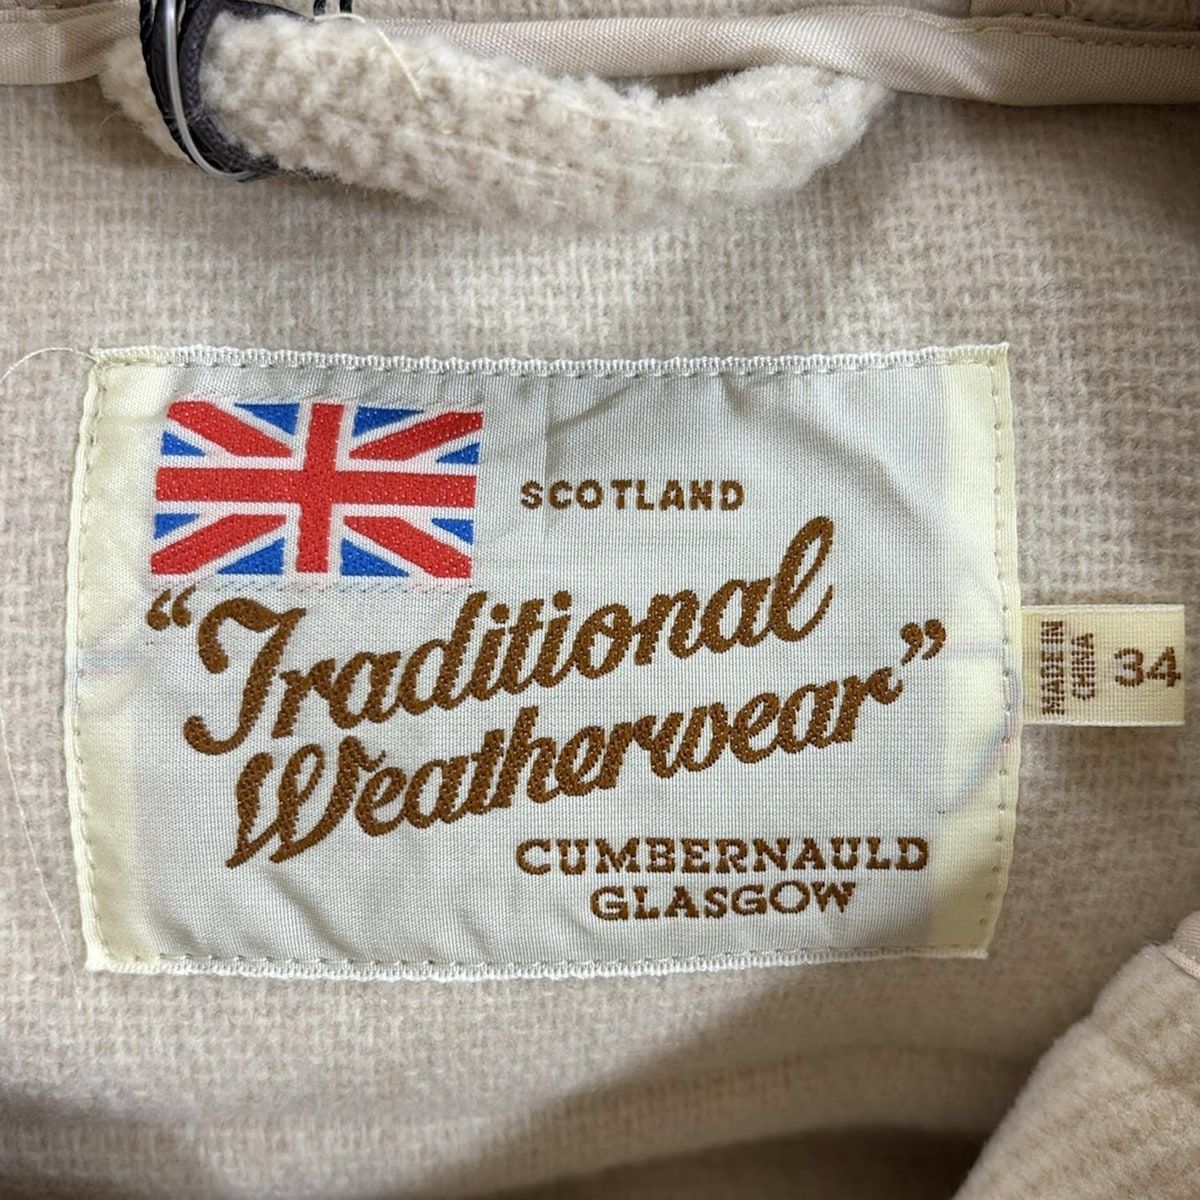 SCOTLAND
"Traditional
Weatherwear"
CUMBERNAULD
GLASGOW
MADE IN
CHINA
34